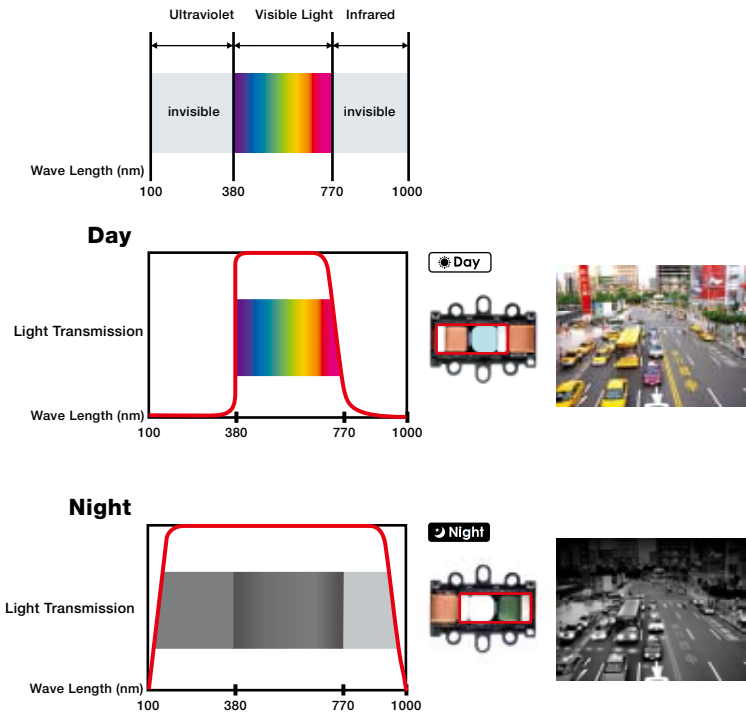 Ultraviolet Visible Light Infrared
invisible invisible
Wave Length (nm)
100 380 770 1000
Day
Day
Light Transmission
Wave Length (nm)
100 380 770 1000
Night
Night
Light Transmission
Wave Length (nm)
100 380 770 1000